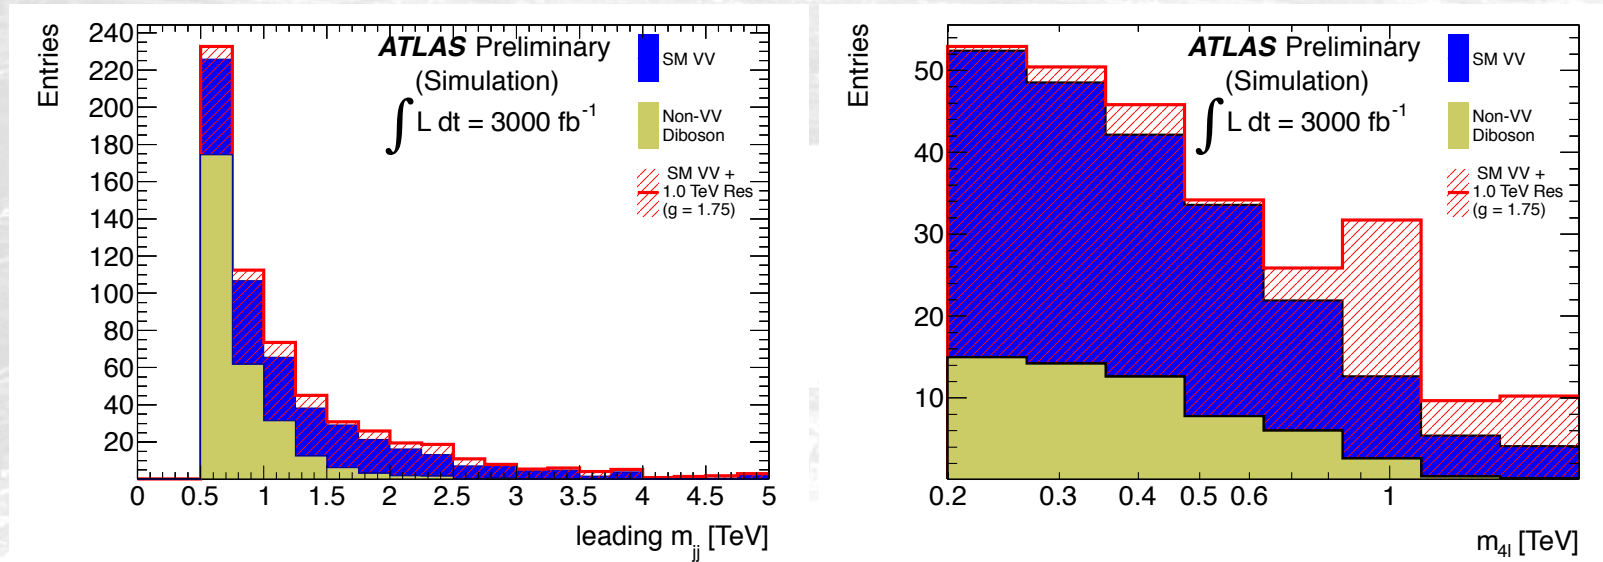 240
220
200
180
160
140
120
100
80
60
40
20
Entries
ATLAS Preliminary
(Simulation)
∫ L dt = 3000 fb⁻¹
SM VV
Non-VV
Diboson
SM VV +
1.0 TeV Res
(g = 1.75)
0 0.5 1 1.5 2 2.5 3 3.5 4 4.5 5
leading m_jj [TeV]
50
40
30
20
10
Entries
ATLAS Preliminary
(Simulation)
∫ L dt = 3000 fb⁻¹
SM VV
Non-VV
Diboson
SM VV +
1.0 TeV Res
(g = 1.75)
0.2 0.3 0.4 0.5 0.6 1
m_4l [TeV]